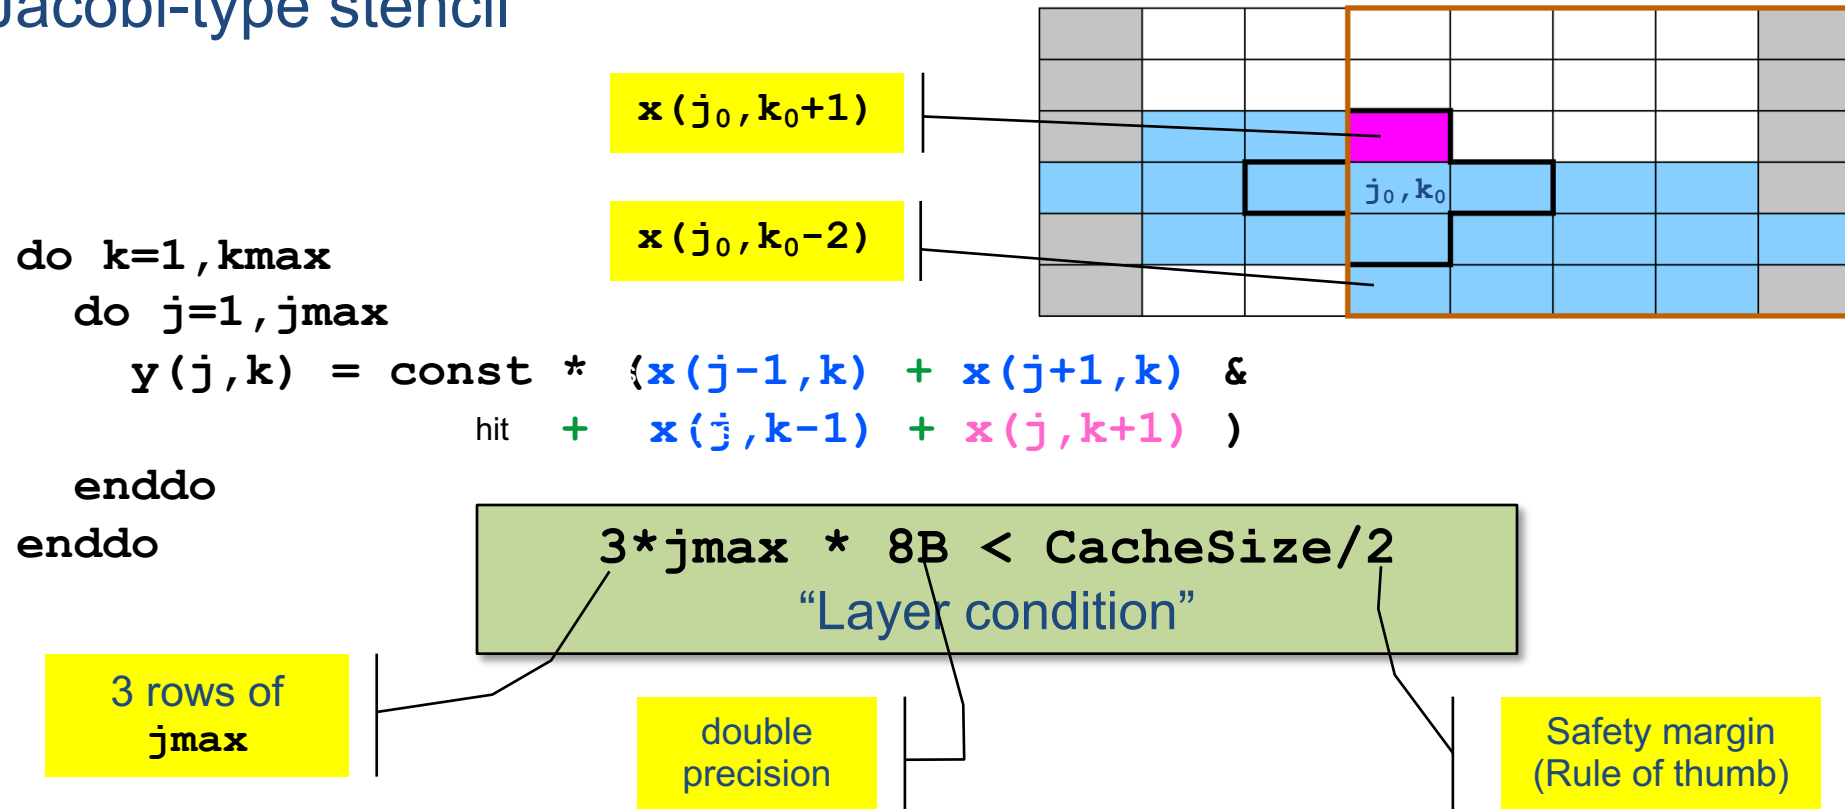 Jacobi-type stencil
x(j₀,k₀+1)
j₀,k₀
x(j₀,k₀-2)
do k=1,kmax
do j=1,jmax
y(j,k) = const * (x(j-1,k) + x(j+1,k) &
hit + x(j,k-1) + x(j,k+1) )
enddo
enddo
3*jmax * 8B < CacheSize/2
“Layer condition”
3 rows of
jmax
double
precision
Safety margin
(Rule of thumb)